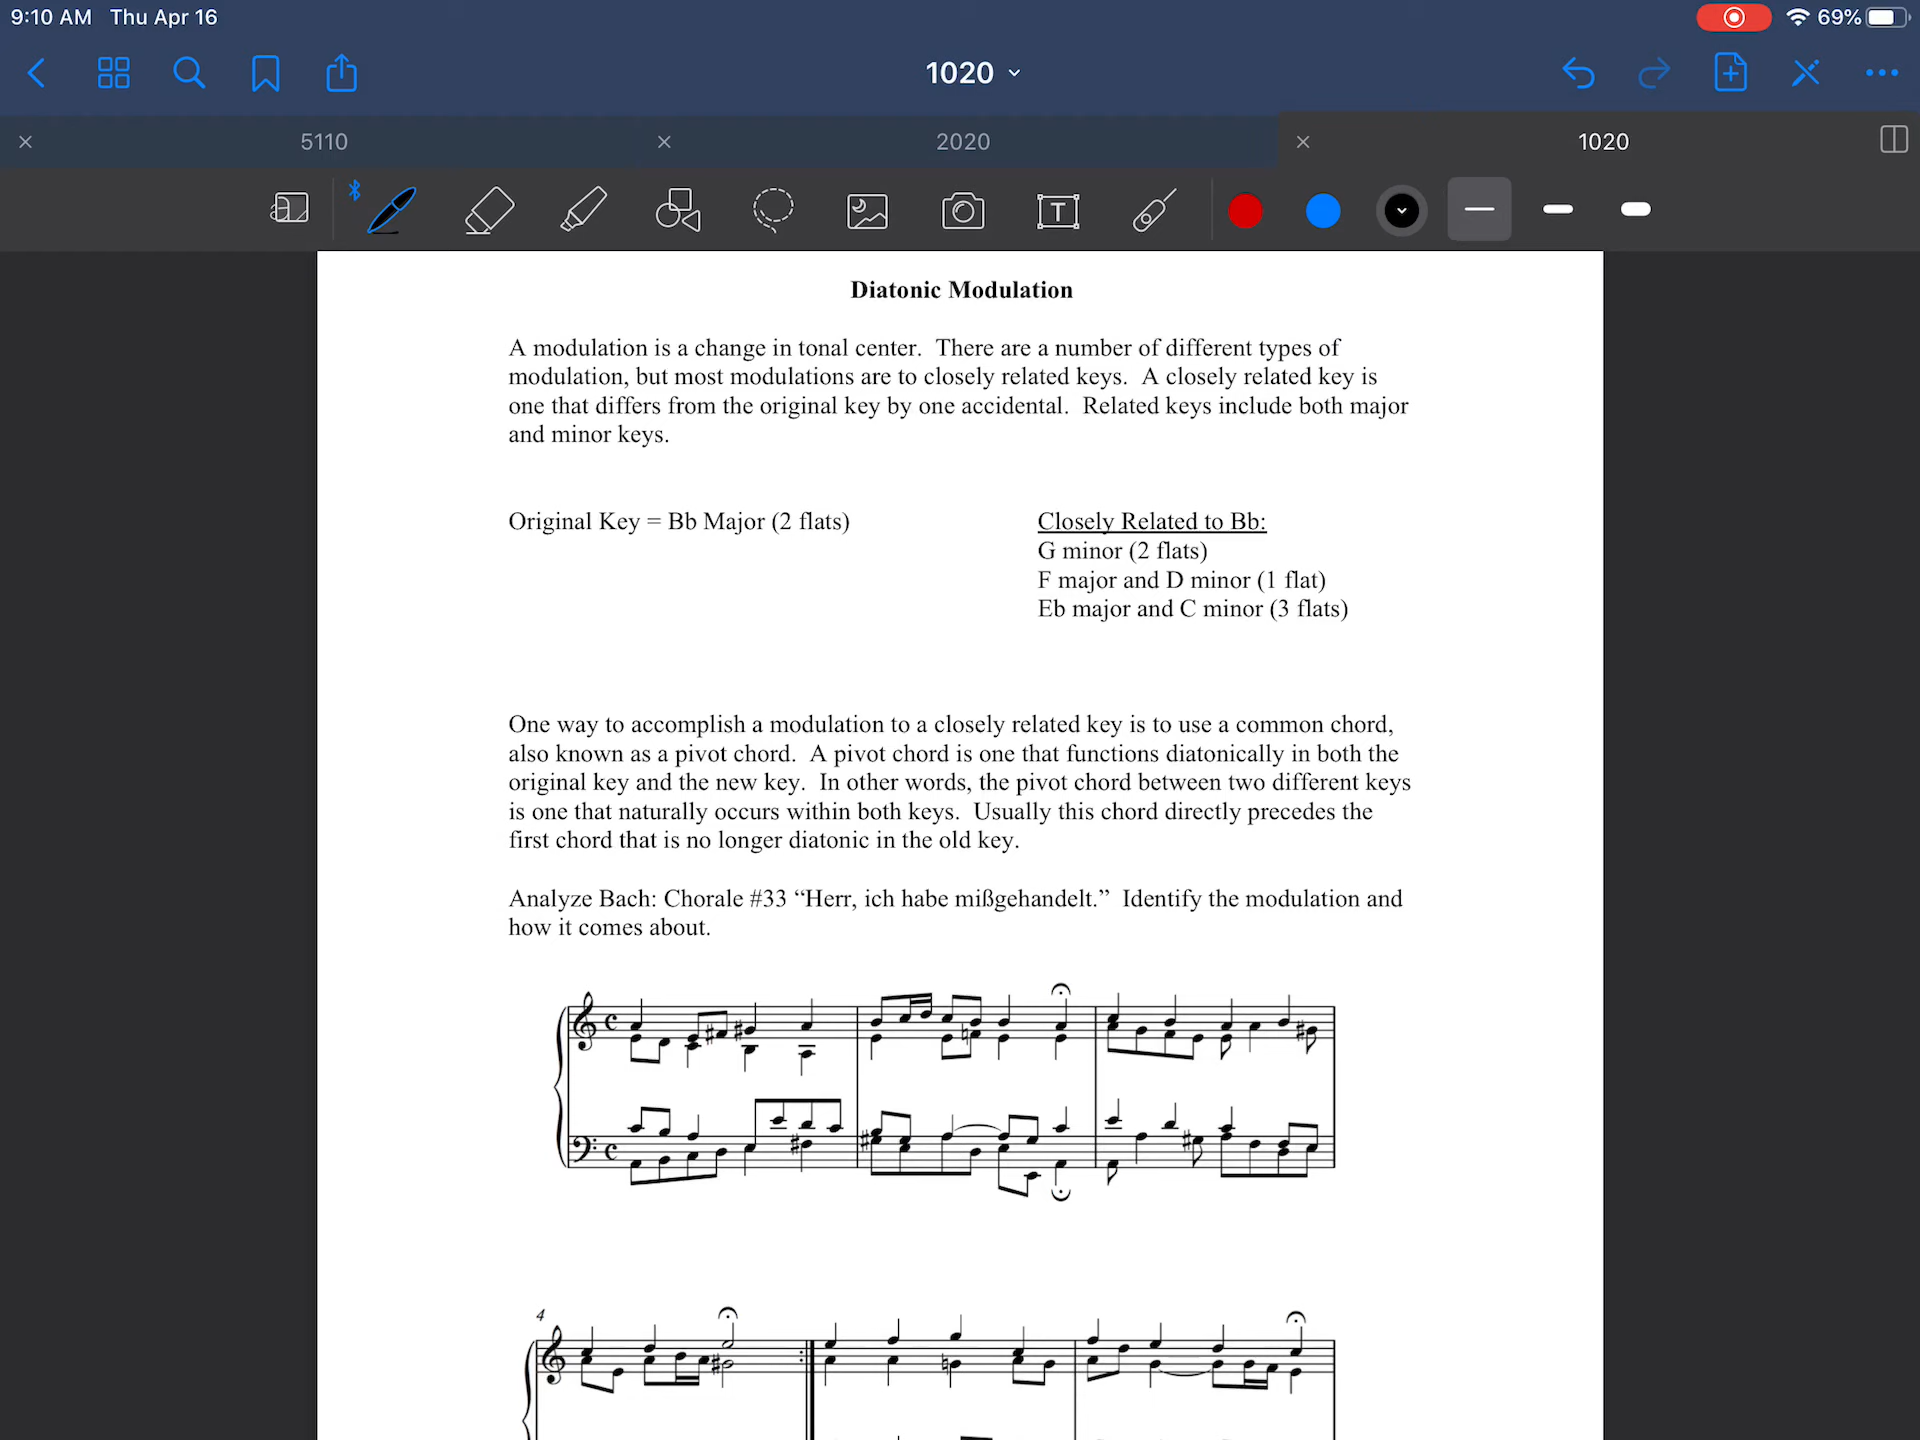 9:10 AM Thu Apr 16
69%
1020
5110
2020
1020
T
Diatonic Modulation
A modulation is a change in tonal center. There are a number of different types of
modulation, but most modulations are to closely related keys. A closely related key is
one that differs from the original key by one accidental. Related keys include both major
and minor keys.
Original Key = Bb Major (2 flats)
Closely Related to Bb:
G minor (2 flats)
F major and D minor (1 flat)
Eb major and C minor (3 flats)
One way to accomplish a modulation to a closely related key is to use a common chord,
also known as a pivot chord. A pivot chord is one that functions diatonically in both the
original key and the new key. In other words, the pivot chord between two different keys
is one that naturally occurs within both keys. Usually this chord directly precedes the
first chord that is no longer diatonic in the old key.
Analyze Bach: Chorale #33 “Herr, ich habe mißgehandelt.” Identify the modulation and
how it comes about.
4